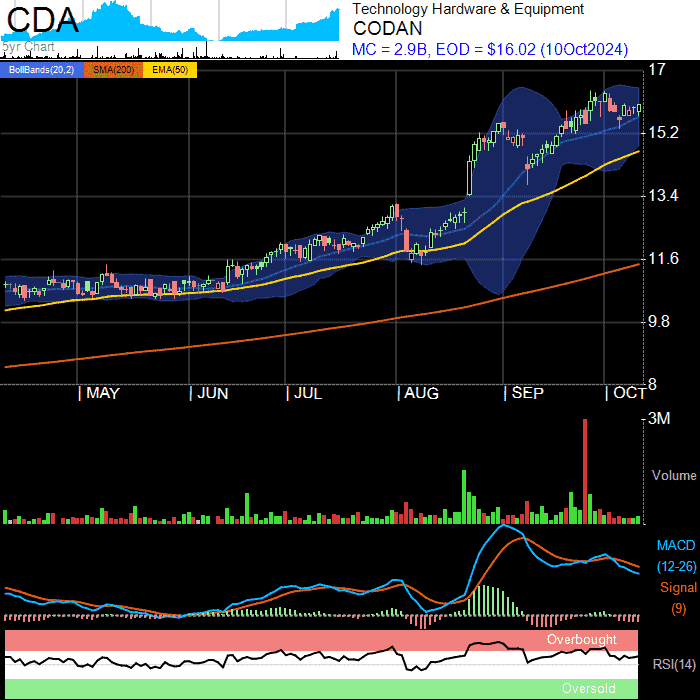 CDA
5yr Chart
Technology Hardware & Equipment
CODAN
MC = 2.9B, EOD = $16.02 (10Oct2024)
BollBands(20,2) SMA(200) EMA(50)
17
15.2
13.4
11.6
9.8
8
| MAY | JUN | JUL | AUG | SEP | OCT
3M
Volume
MACD
(12-26)
Signal
(9)
Overbought
RSI(14)
Oversold